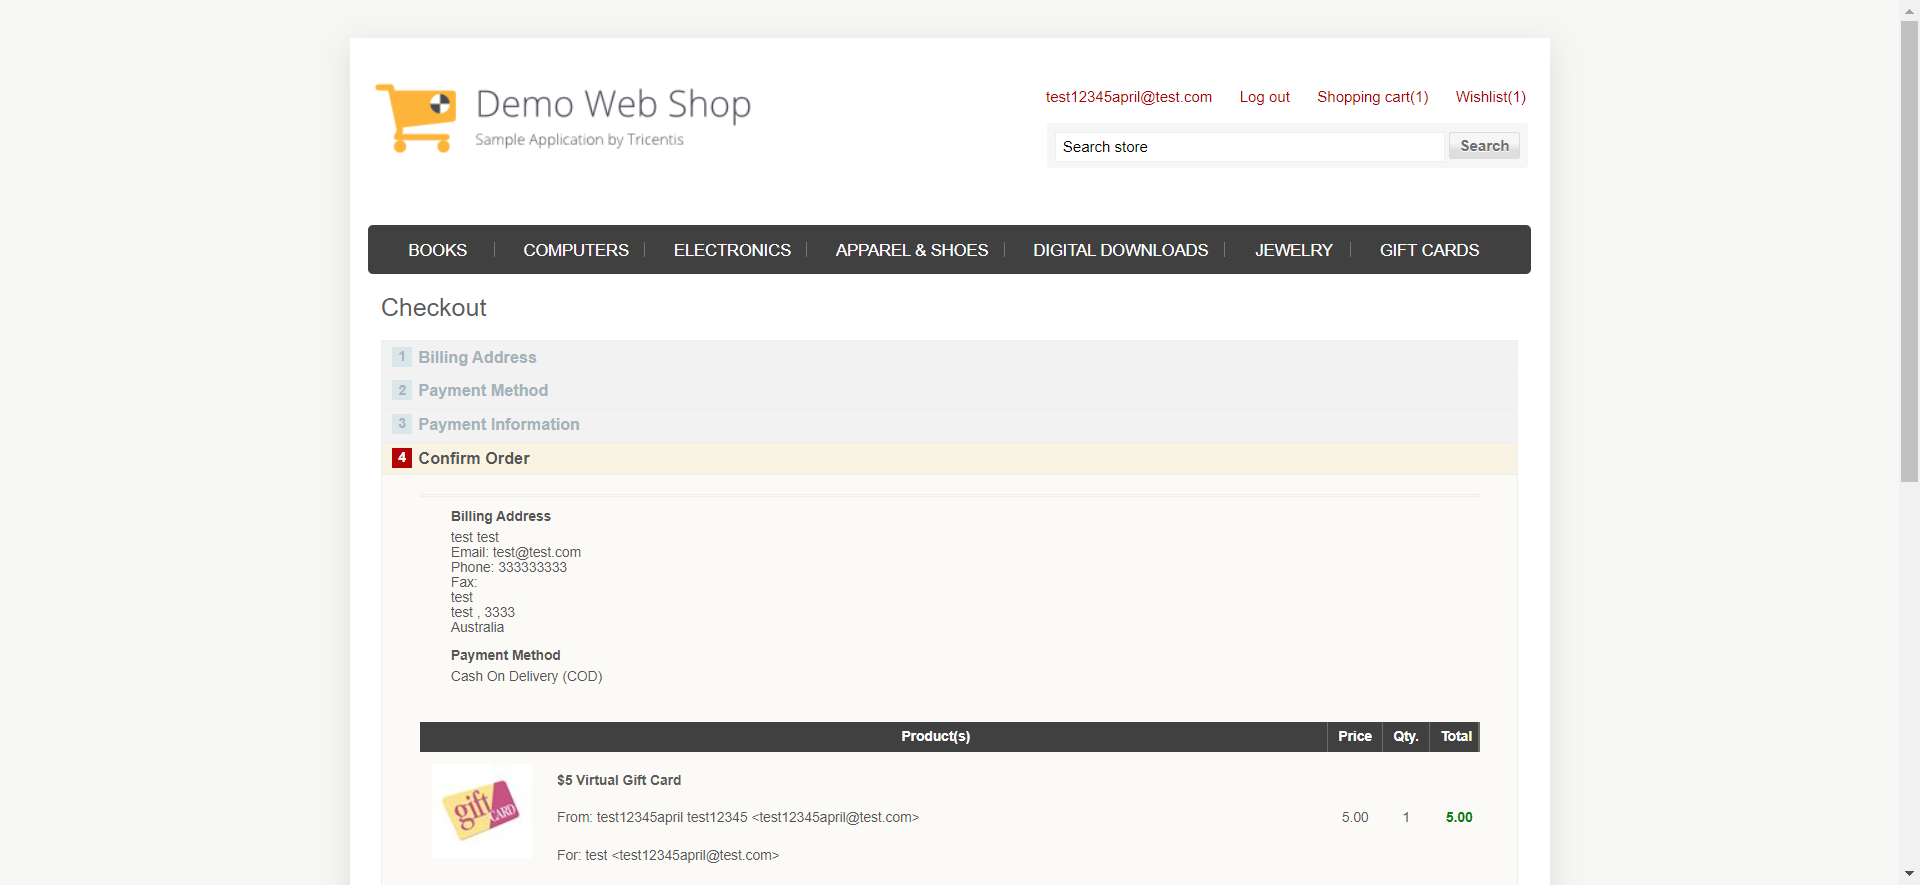 Demo Web Shop
Sample Application by Tricentis
test12345april@test.com Log out Shopping cart(1) Wishlist(1)
Search store Search
BOOKS COMPUTERS ELECTRONICS APPAREL & SHOES DIGITAL DOWNLOADS JEWELRY GIFT CARDS
Checkout
1 Billing Address
2 Payment Method
3 Payment Information
4 Confirm Order
Billing Address
test test
Email: test@test.com
Phone: 333333333
Fax:
test
test , 3333
Australia
Payment Method
Cash On Delivery (COD)
Product(s) Price Qty. Total
gift CARD
$5 Virtual Gift Card
From: test12345april test12345 <test12345april@test.com> 5.00 1 5.00
For: test <test12345april@test.com>